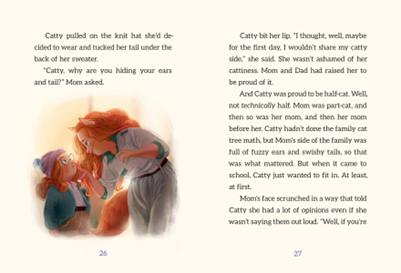 Catty pulled on the knit hat she'd de-
cided to wear and tucked her tail under the
back of her sweater.
"Catty, why are you hiding your ears
and tail?" Mom asked.
26
Catty bit her lip. "I thought, well, maybe
for the first day, I wouldn't share my catty
side," she said. She wasn't ashamed of her
cattiness. Mom and Dad had raised her to
be proud of it.
And Catty was proud to be half-cat. Well,
not technically half. Mom was part-cat, and
then so was her mom, and then her mom
before her. Catty hadn't done the family cat
tree math, but Mom's side of the family was
full of fuzzy ears and swishy tails, so that
was what mattered. But when it came to
school, Catty just wanted to fit in. At least,
at first.
Mom's face scrunched in a way that told
Catty she had a lot of opinions even if she
wasn't saying them out loud. "Well, if you're
27